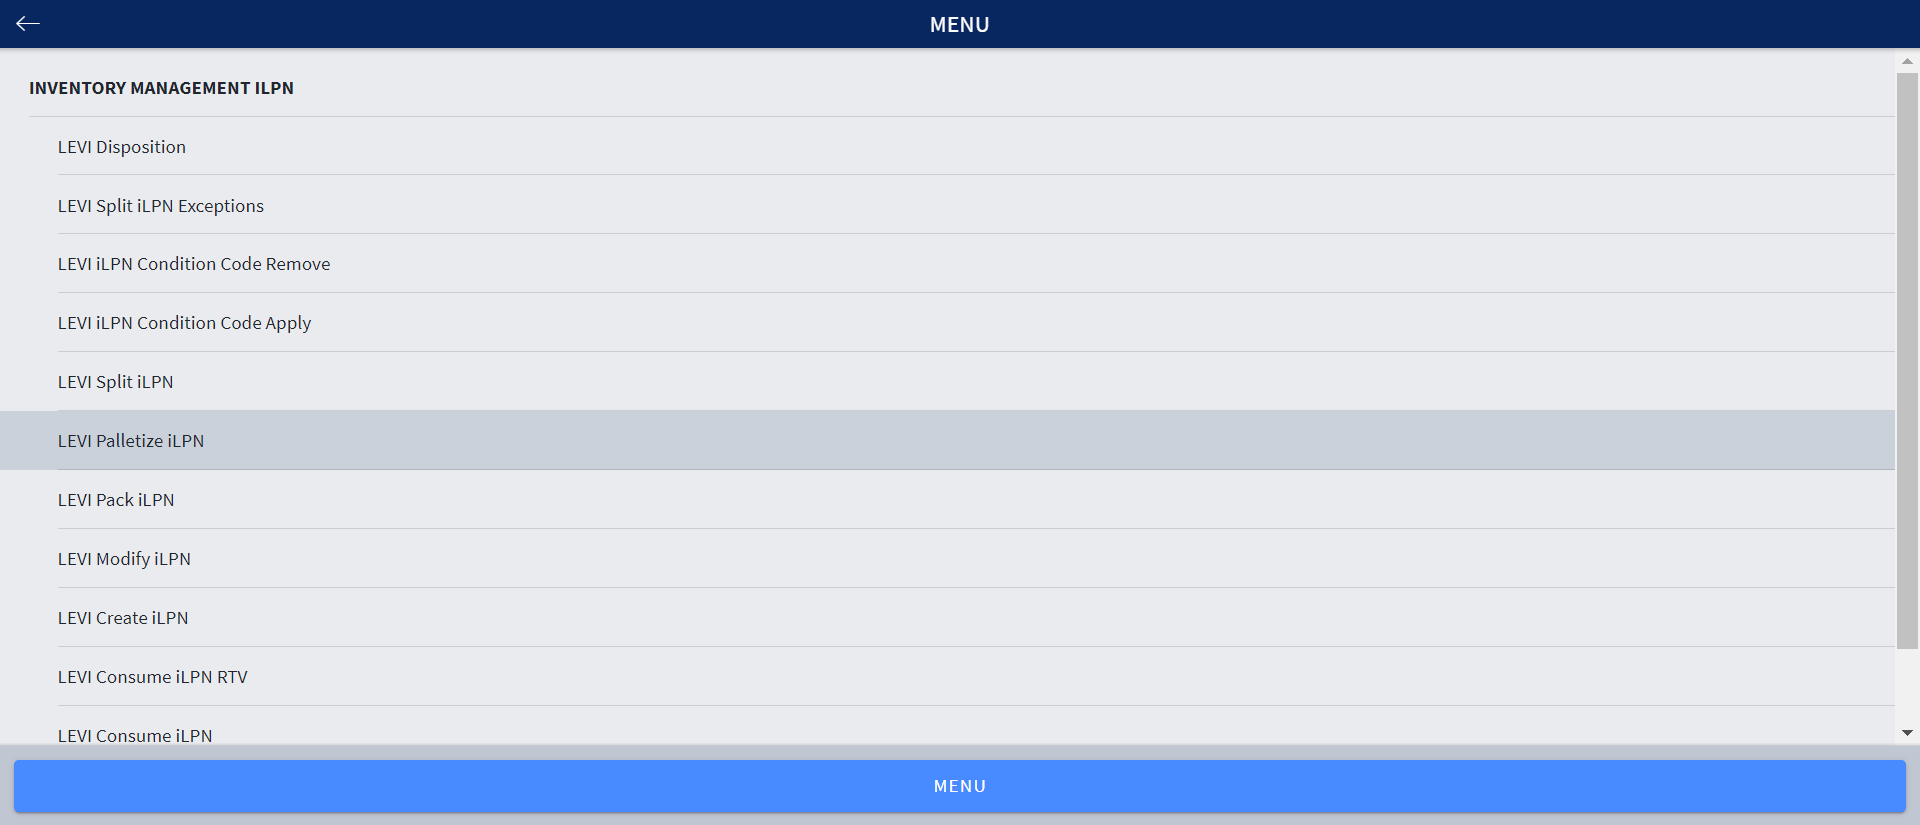 MENU
INVENTORY MANAGEMENT ILPN
LEVI Disposition
LEVI Split iLPN Exceptions
LEVI iLPN Condition Code Remove
LEVI iLPN Condition Code Apply
LEVI Split iLPN
LEVI Palletize iLPN
LEVI Pack iLPN
LEVI Modify iLPN
LEVI Create iLPN
LEVI Consume iLPN RTV
LEVI Consume iLPN
MENU